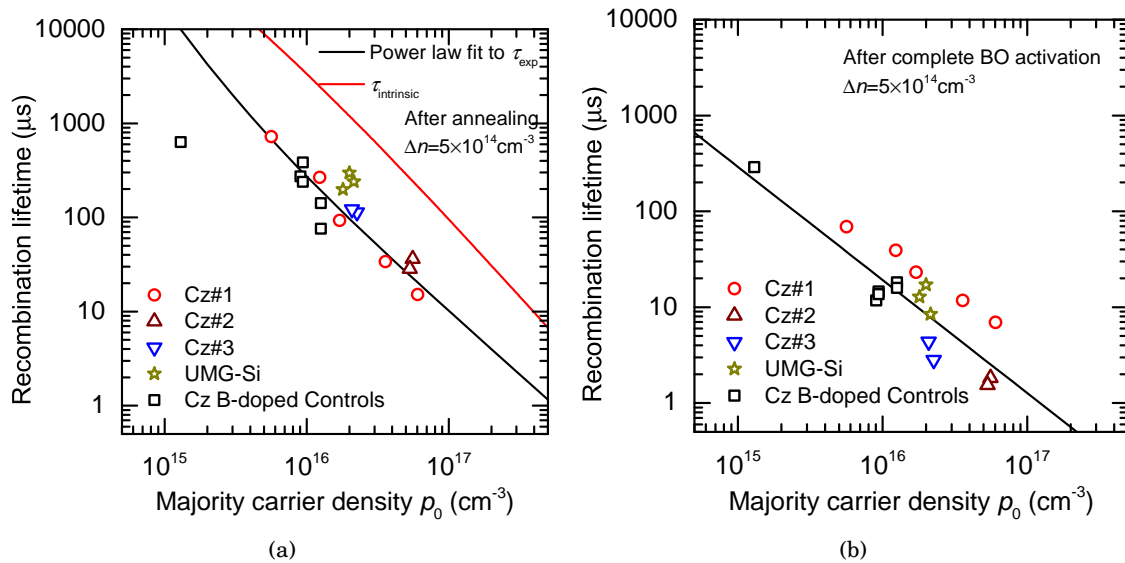 10000
1000
100
10
1
Recombination lifetime (μs)
Power law fit to τexp
τintrinsic
After annealing
Δn=5×10^14cm^-3
Cz#1
Cz#2
Cz#3
UMG-Si
Cz B-doped Controls
10^15
10^16
10^17
Majority carrier density p0 (cm^-3)
(a)
10000
1000
100
10
1
Recombination lifetime (μs)
After complete BO activation
Δn=5×10^14cm^-3
Cz#1
Cz#2
Cz#3
UMG-Si
Cz B-doped Controls
10^15
10^16
10^17
Majority carrier density p0 (cm^-3)
(b)